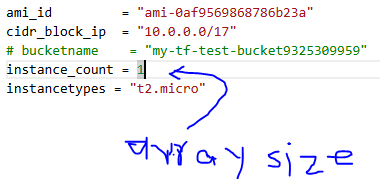 ami_id = "ami-0af9569868786b23a"
cidr_block_ip = "10.0.0.0/17"
# bucketname = "my-tf-test-bucket9325309959"
instance_count = 1
instancetypes = "t2.micro"
array size